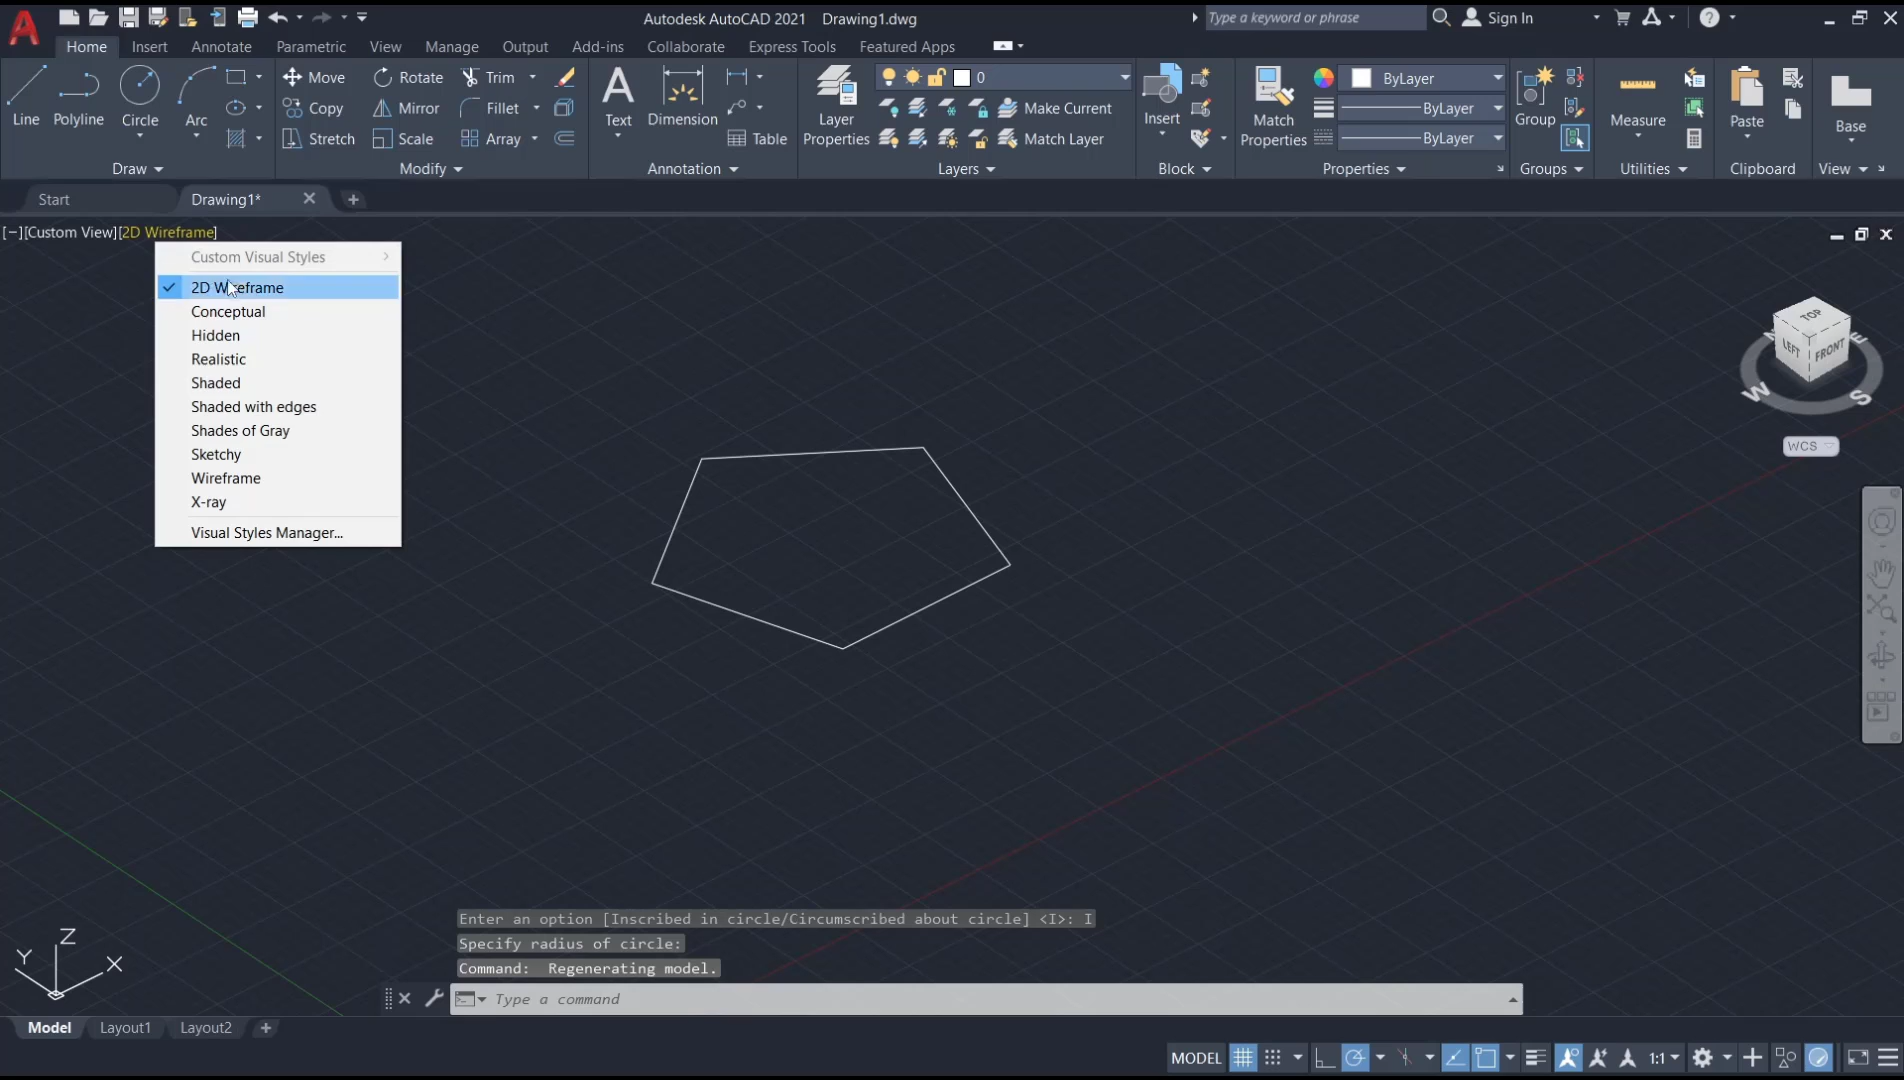 Autodesk AutoCAD 2021 Drawing1.dwg
Type a keyword or phrase
Sign In
Home Insert Annotate Parametric View Manage Output Add-ins Collaborate Express Tools Featured Apps
Line
Polyline
Circle
Arc
Draw
Move
Rotate
Trim
Copy
Mirror
Fillet
Stretch
Scale
Array
Modify
Text
Dimension
Table
Annotation
Layer
Properties
0
Make Current
Match Layer
Layers
Insert
Block
Match
Properties
ByLayer
ByLayer
ByLayer
Properties
Group
Groups
Measure
Utilities
Paste
Clipboard
Base
View
Start
Drawing1*
[−][Custom View][2D Wireframe]
Custom Visual Styles
2D Wireframe
Conceptual
Hidden
Realistic
Shaded
Shaded with edges
Shades of Gray
Sketchy
Wireframe
X-ray
Visual Styles Manager...
TOP
LEFT
FRONT
N
E
W
S
WCS
Z
Y
X
Enter an option [Inscribed in circle/Circumscribed about circle] <I>: I
Specify radius of circle:
Command:  Regenerating model.
Type a command
Model Layout1 Layout2
MODEL
1:1